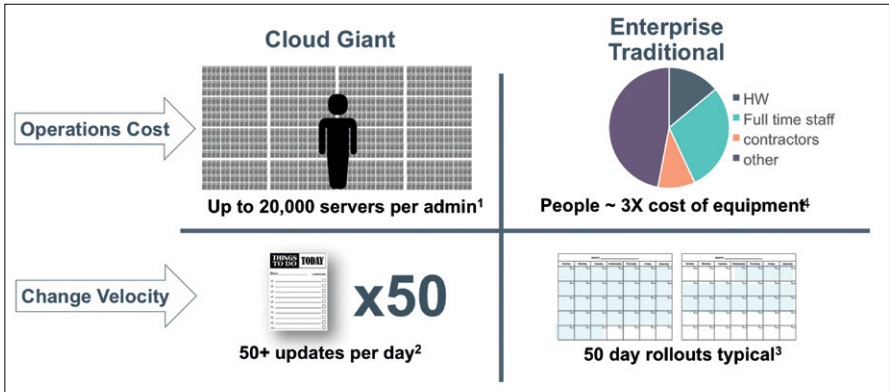 Cloud Giant
Enterprise
Traditional
Operations Cost
HW
Full time staff
contractors
other
Up to 20,000 servers per admin1
People ~ 3X cost of equipment4
Change Velocity
THINGS
TO DO
TODAY
x50
50+ updates per day2
MONTH
MONTH
50 day rollouts typical3